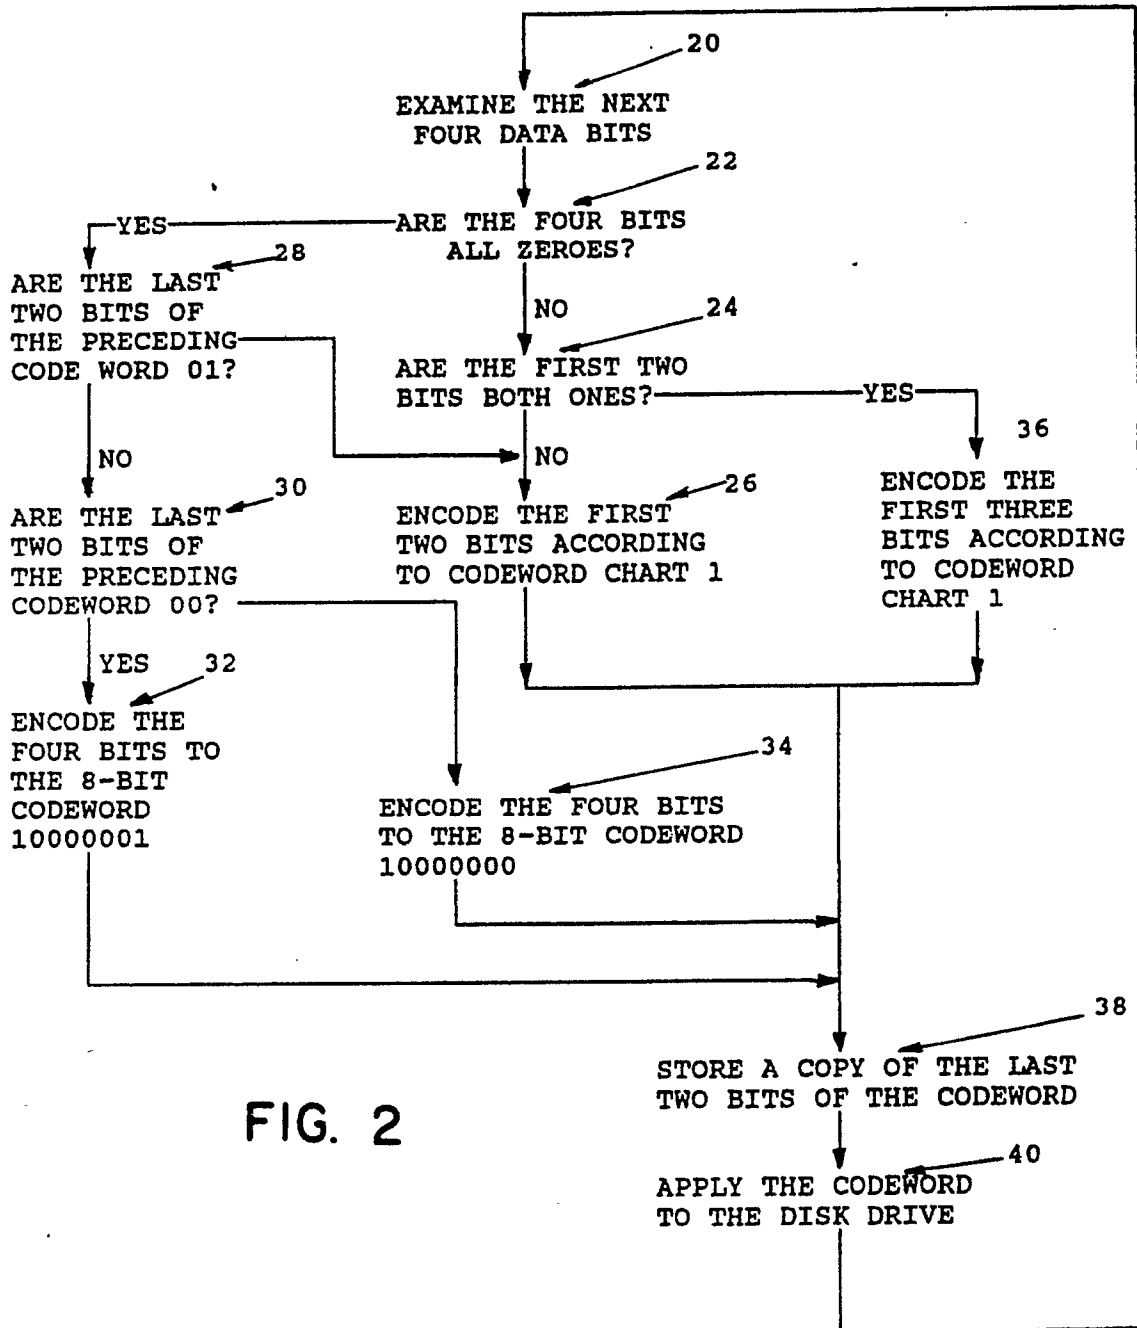 20
EXAMINE THE NEXT
FOUR DATA BITS
22
YES
ARE THE FOUR BITS
ALL ZEROES?
28
ARE THE LAST
TWO BITS OF
THE PRECEDING
CODE WORD 01?
NO
24
ARE THE FIRST TWO
BITS BOTH ONES?
YES
36
NO
NO
30
26
ARE THE LAST
TWO BITS OF
THE PRECEDING
CODEWORD 00?
ENCODE THE FIRST
TWO BITS ACCORDING
TO CODEWORD CHART 1
ENCODE THE
FIRST THREE
BITS ACCORDING
TO CODEWORD
CHART 1
YES
32
ENCODE THE
FOUR BITS TO
THE 8-BIT
CODEWORD
10000001
34
ENCODE THE FOUR BITS
TO THE 8-BIT CODEWORD
10000000
38
STORE A COPY OF THE LAST
TWO BITS OF THE CODEWORD
FIG. 2
40
APPLY THE CODEWORD
TO THE DISK DRIVE